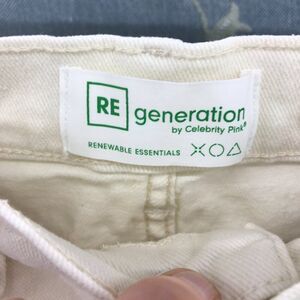 RE generation
by Celebrity Pink®
RENEWABLE ESSENTIALS